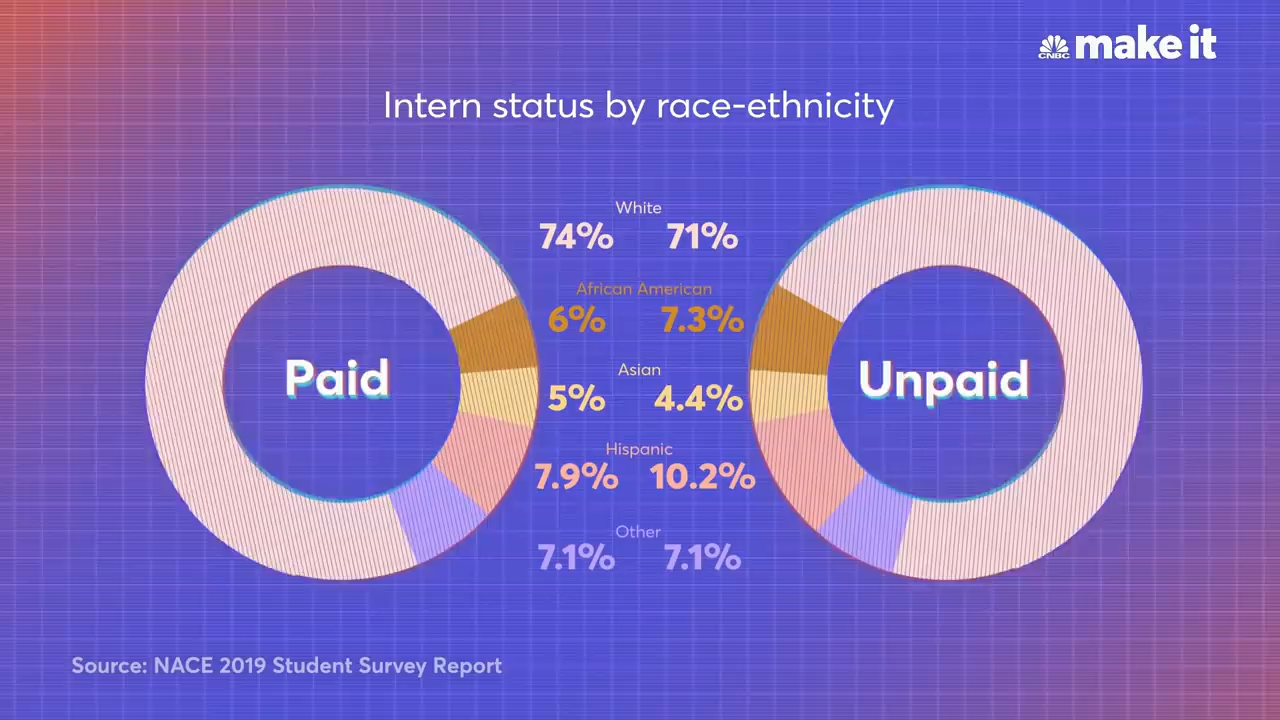 CNBC make it
Intern status by race-ethnicity
White
74% 71%
African American
6% 7.3%
Paid
Unpaid
Asian
5% 4.4%
Hispanic
7.9% 10.2%
Other
7.1% 7.1%
Source: NACE 2019 Student Survey Report